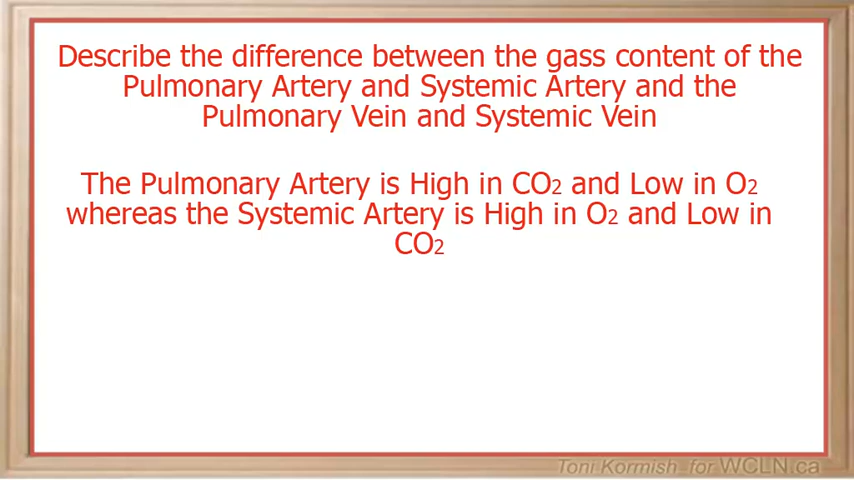 Describe the difference between the gass content of the
Pulmonary Artery and Systemic Artery and the
Pulmonary Vein and Systemic Vein
The Pulmonary Artery is High in CO2 and Low in O2
whereas the Systemic Artery is High in O2 and Low in
CO2
Toni Kormish for WCLN.ca